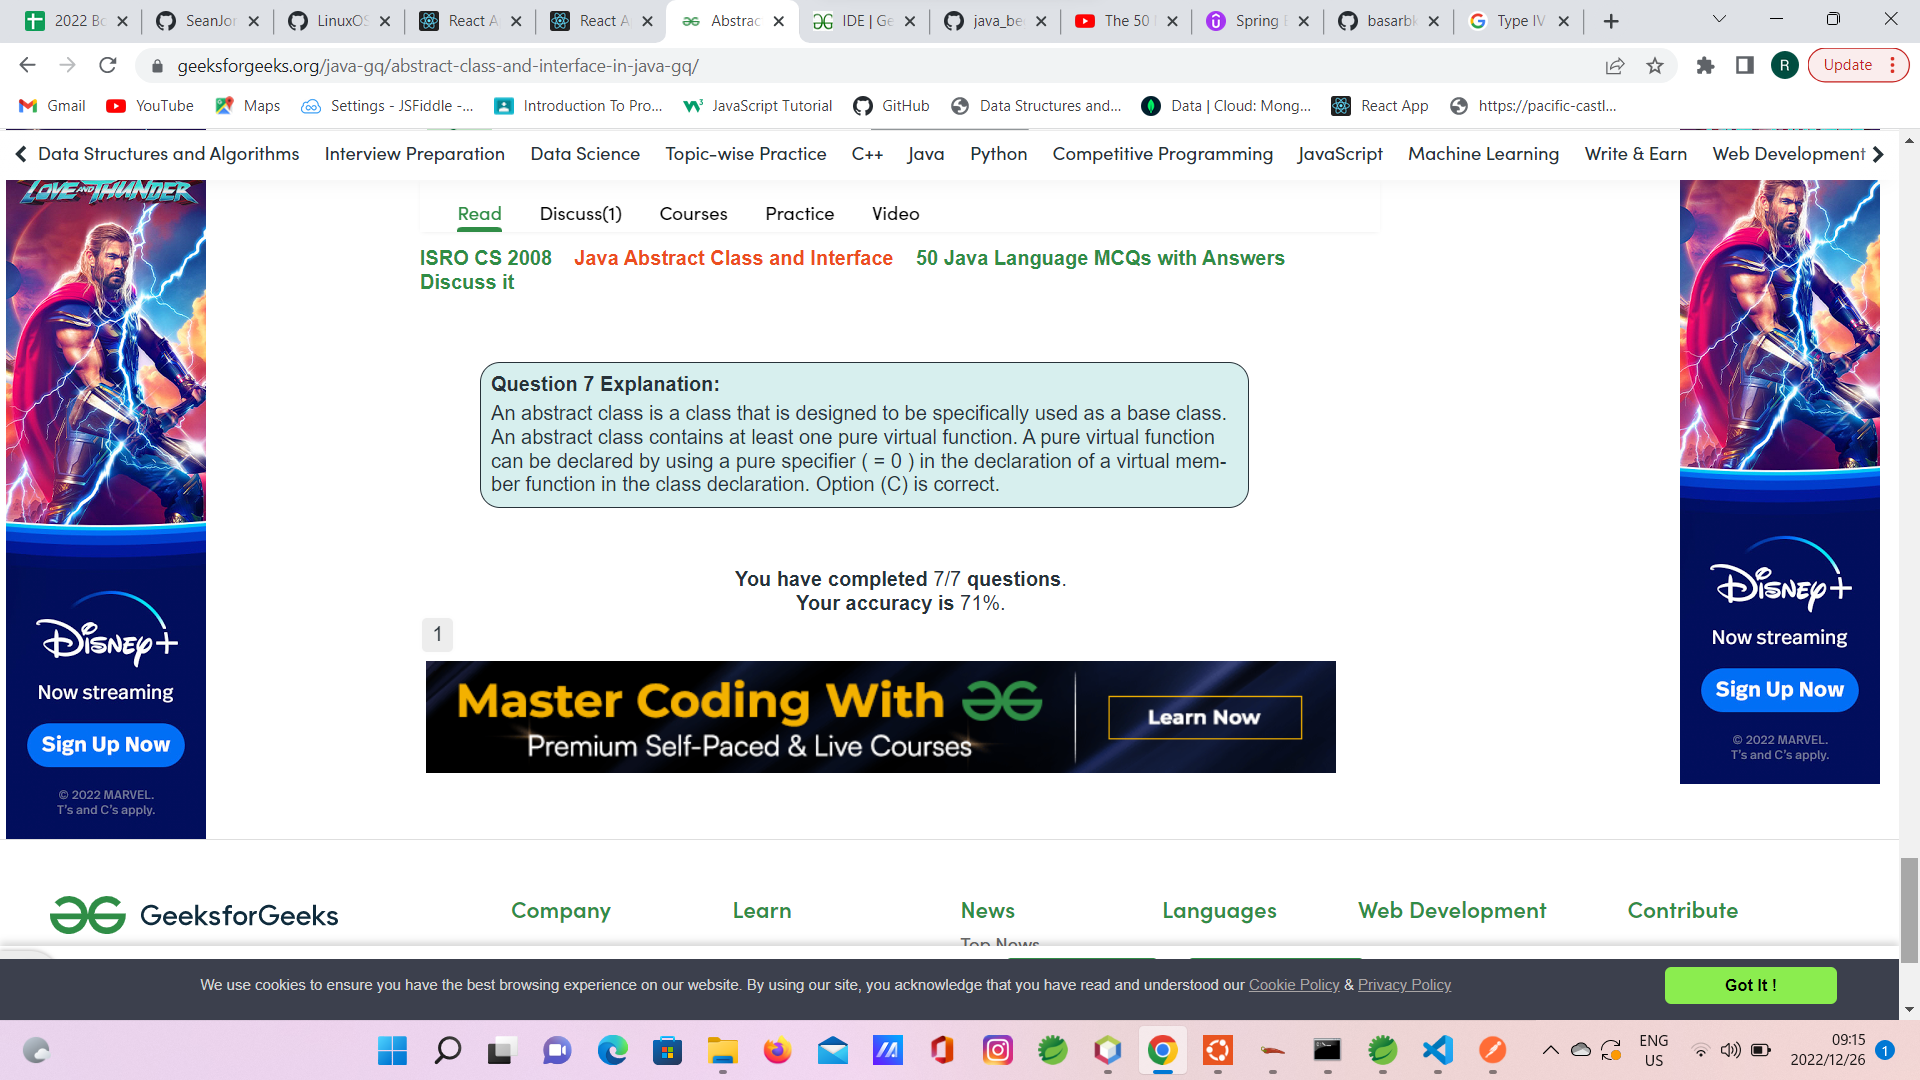 2022 Bo
SeanJor
LinuxOS
React A
React A
Abstrac
IDE | Ge
java_be
The 50
Spring
basarbk
Type IV
geeksforgeeks.org/java-gq/abstract-class-and-interface-in-java-gq/
R
Update
Gmail
YouTube
Maps
Settings - JSFiddle -...
Introduction To Pro...
JavaScript Tutorial
GitHub
Data Structures and...
Data | Cloud: Mong...
React App
https://pacific-castl...
Data Structures and Algorithms
Interview Preparation
Data Science
Topic-wise Practice
C++
Java
Python
Competitive Programming
JavaScript
Machine Learning
Write & Earn
Web Development
LOVE AND THUNDER
Read
Discuss(1)
Courses
Practice
Video
ISRO CS 2008 Java Abstract Class and Interface 50 Java Language MCQs with Answers
Discuss it
Question 7 Explanation:
An abstract class is a class that is designed to be specifically used as a base class.
An abstract class contains at least one pure virtual function. A pure virtual function
can be declared by using a pure specifier ( = 0 ) in the declaration of a virtual mem-
ber function in the class declaration. Option (C) is correct.
You have completed 7/7 questions.
Your accuracy is 71%.
1
Master Coding With
Premium Self-Paced & Live Courses
Learn Now
Disney+
Now streaming
Sign Up Now
© 2022 MARVEL.
T's and C's apply.
Disney+
Now streaming
Sign Up Now
© 2022 MARVEL.
T's and C's apply.
GeeksforGeeks
Company
Learn
News
Languages
Web Development
Contribute
Top News
We use cookies to ensure you have the best browsing experience on our website. By using our site, you acknowledge that you have read and understood our Cookie Policy & Privacy Policy
Got It !
ENG
US
09:15
2022/12/26
1